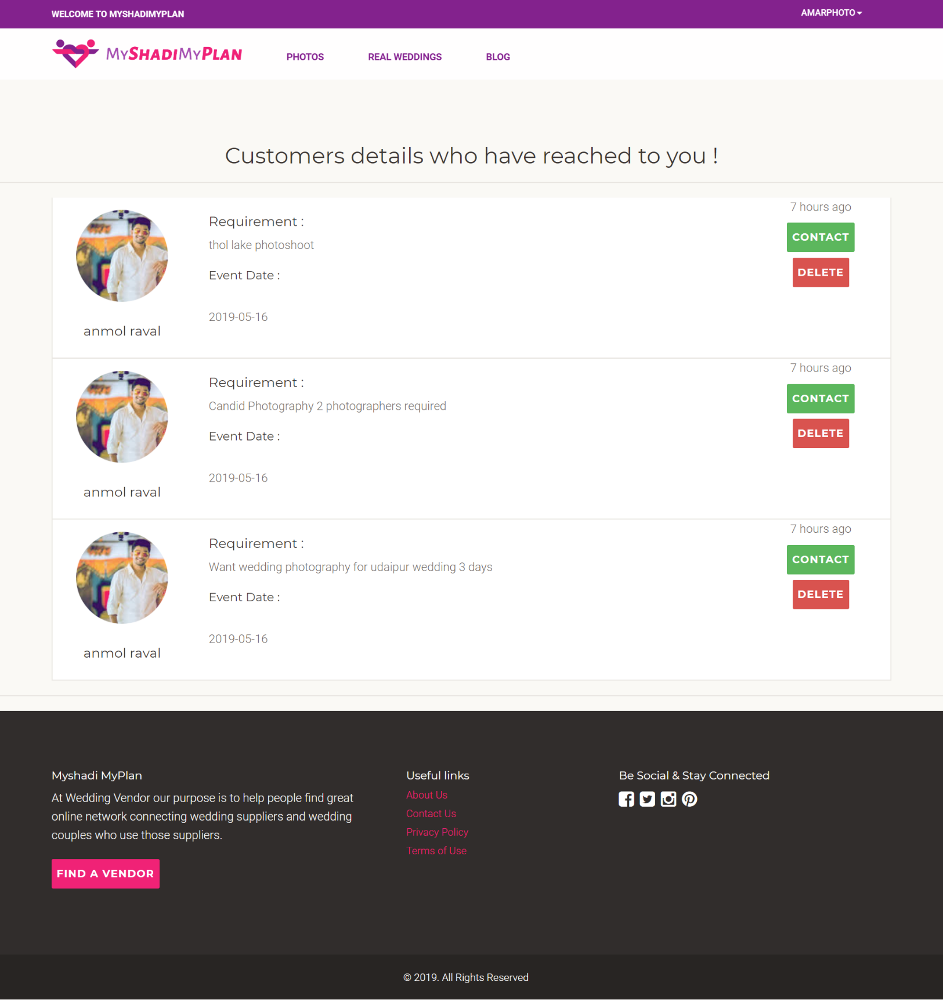 WELCOME TO MYSHADIMYPLAN
AMARPHOTO
MYSHADIMYPLAN
PHOTOS
REAL WEDDINGS
BLOG
Customers details who have reached to you !
7 hours ago
Requirement :
CONTACT
thol lake photoshoot
DELETE
Event Date :
2019-05-16
anmol raval
7 hours ago
Requirement :
CONTACT
Candid Photography 2 photographers required
DELETE
Event Date :
2019-05-16
anmol raval
7 hours ago
Requirement :
CONTACT
Want wedding photography for udaipur wedding 3 days
DELETE
Event Date :
2019-05-16
anmol raval
Myshadi MyPlan
At Wedding Vendor our purpose is to help people find great
online network connecting wedding suppliers and wedding
couples who use those suppliers.
FIND A VENDOR
Useful links
About Us
Contact Us
Privacy Policy
Terms of Use
Be Social & Stay Connected
© 2019. All Rights Reserved